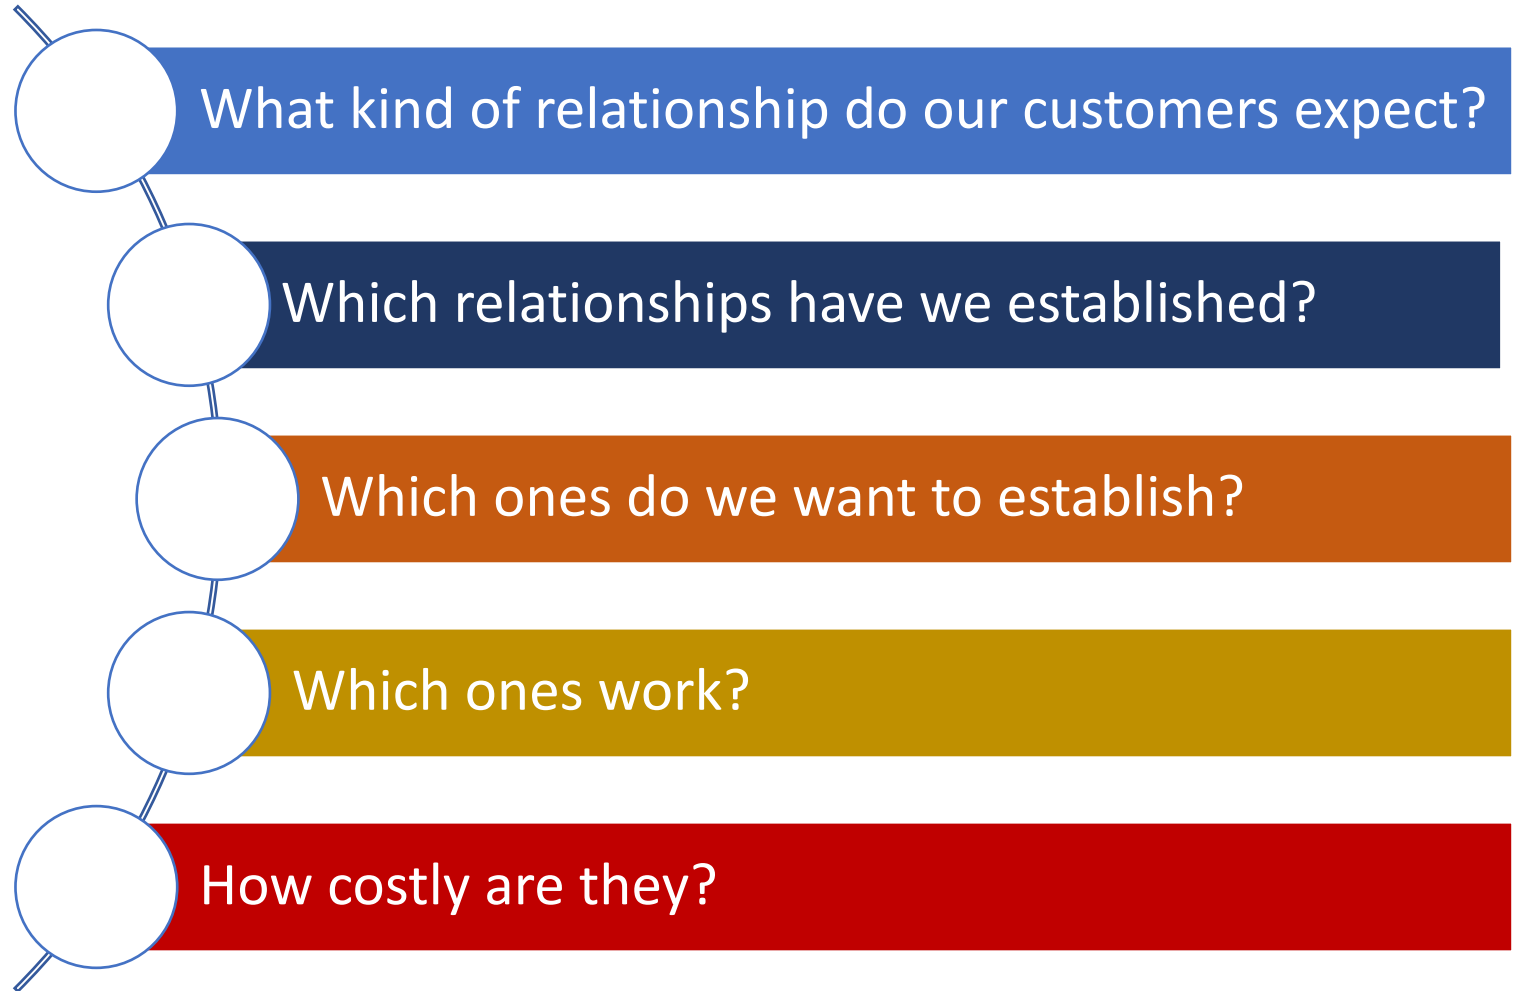 What kind of relationship do our customers expect?
Which relationships have we established?
Which ones do we want to establish?
Which ones work?
How costly are they?